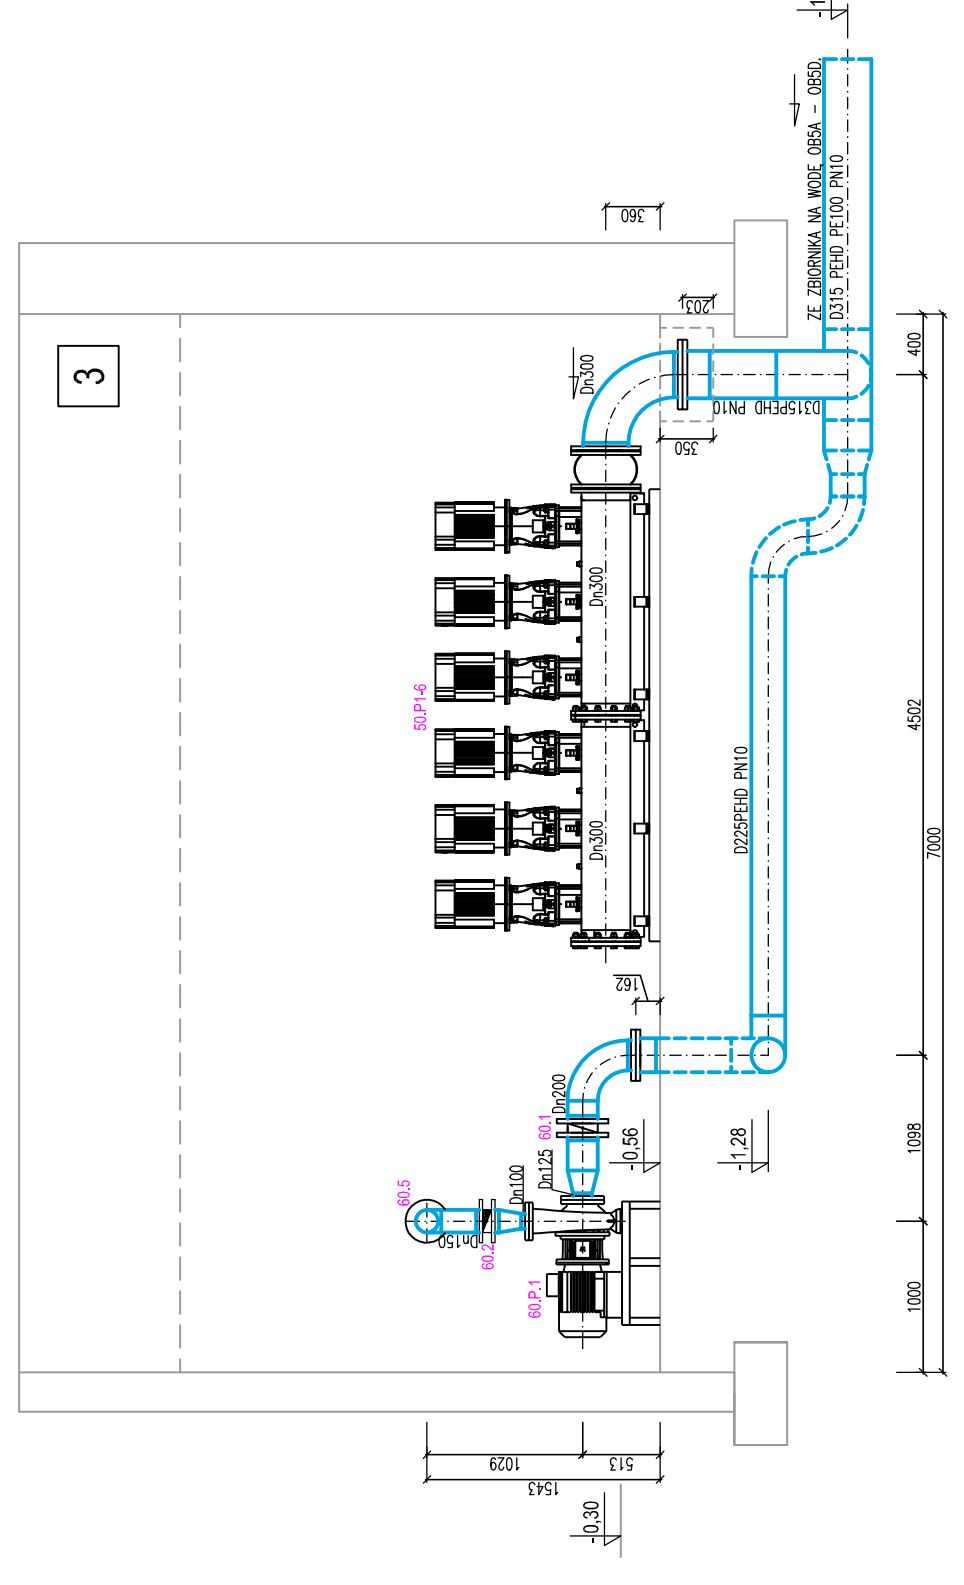 3
ZE ZBIORNIKA NA WODĘ OB5A - OB5D.
D315 PEHD PE100 PN10
-1
360
203
Dn300
D315PEHD PN10
350
400
50.P1-6
Dn300
Dn300
4502
7000
D225PEHD PN10
162
Dn200
60.1
Dn125
-0,56
-1,28
1098
60.5
Dn100
Dn150
60.2
60.P.1
1000
1029
513
1543
-0,30